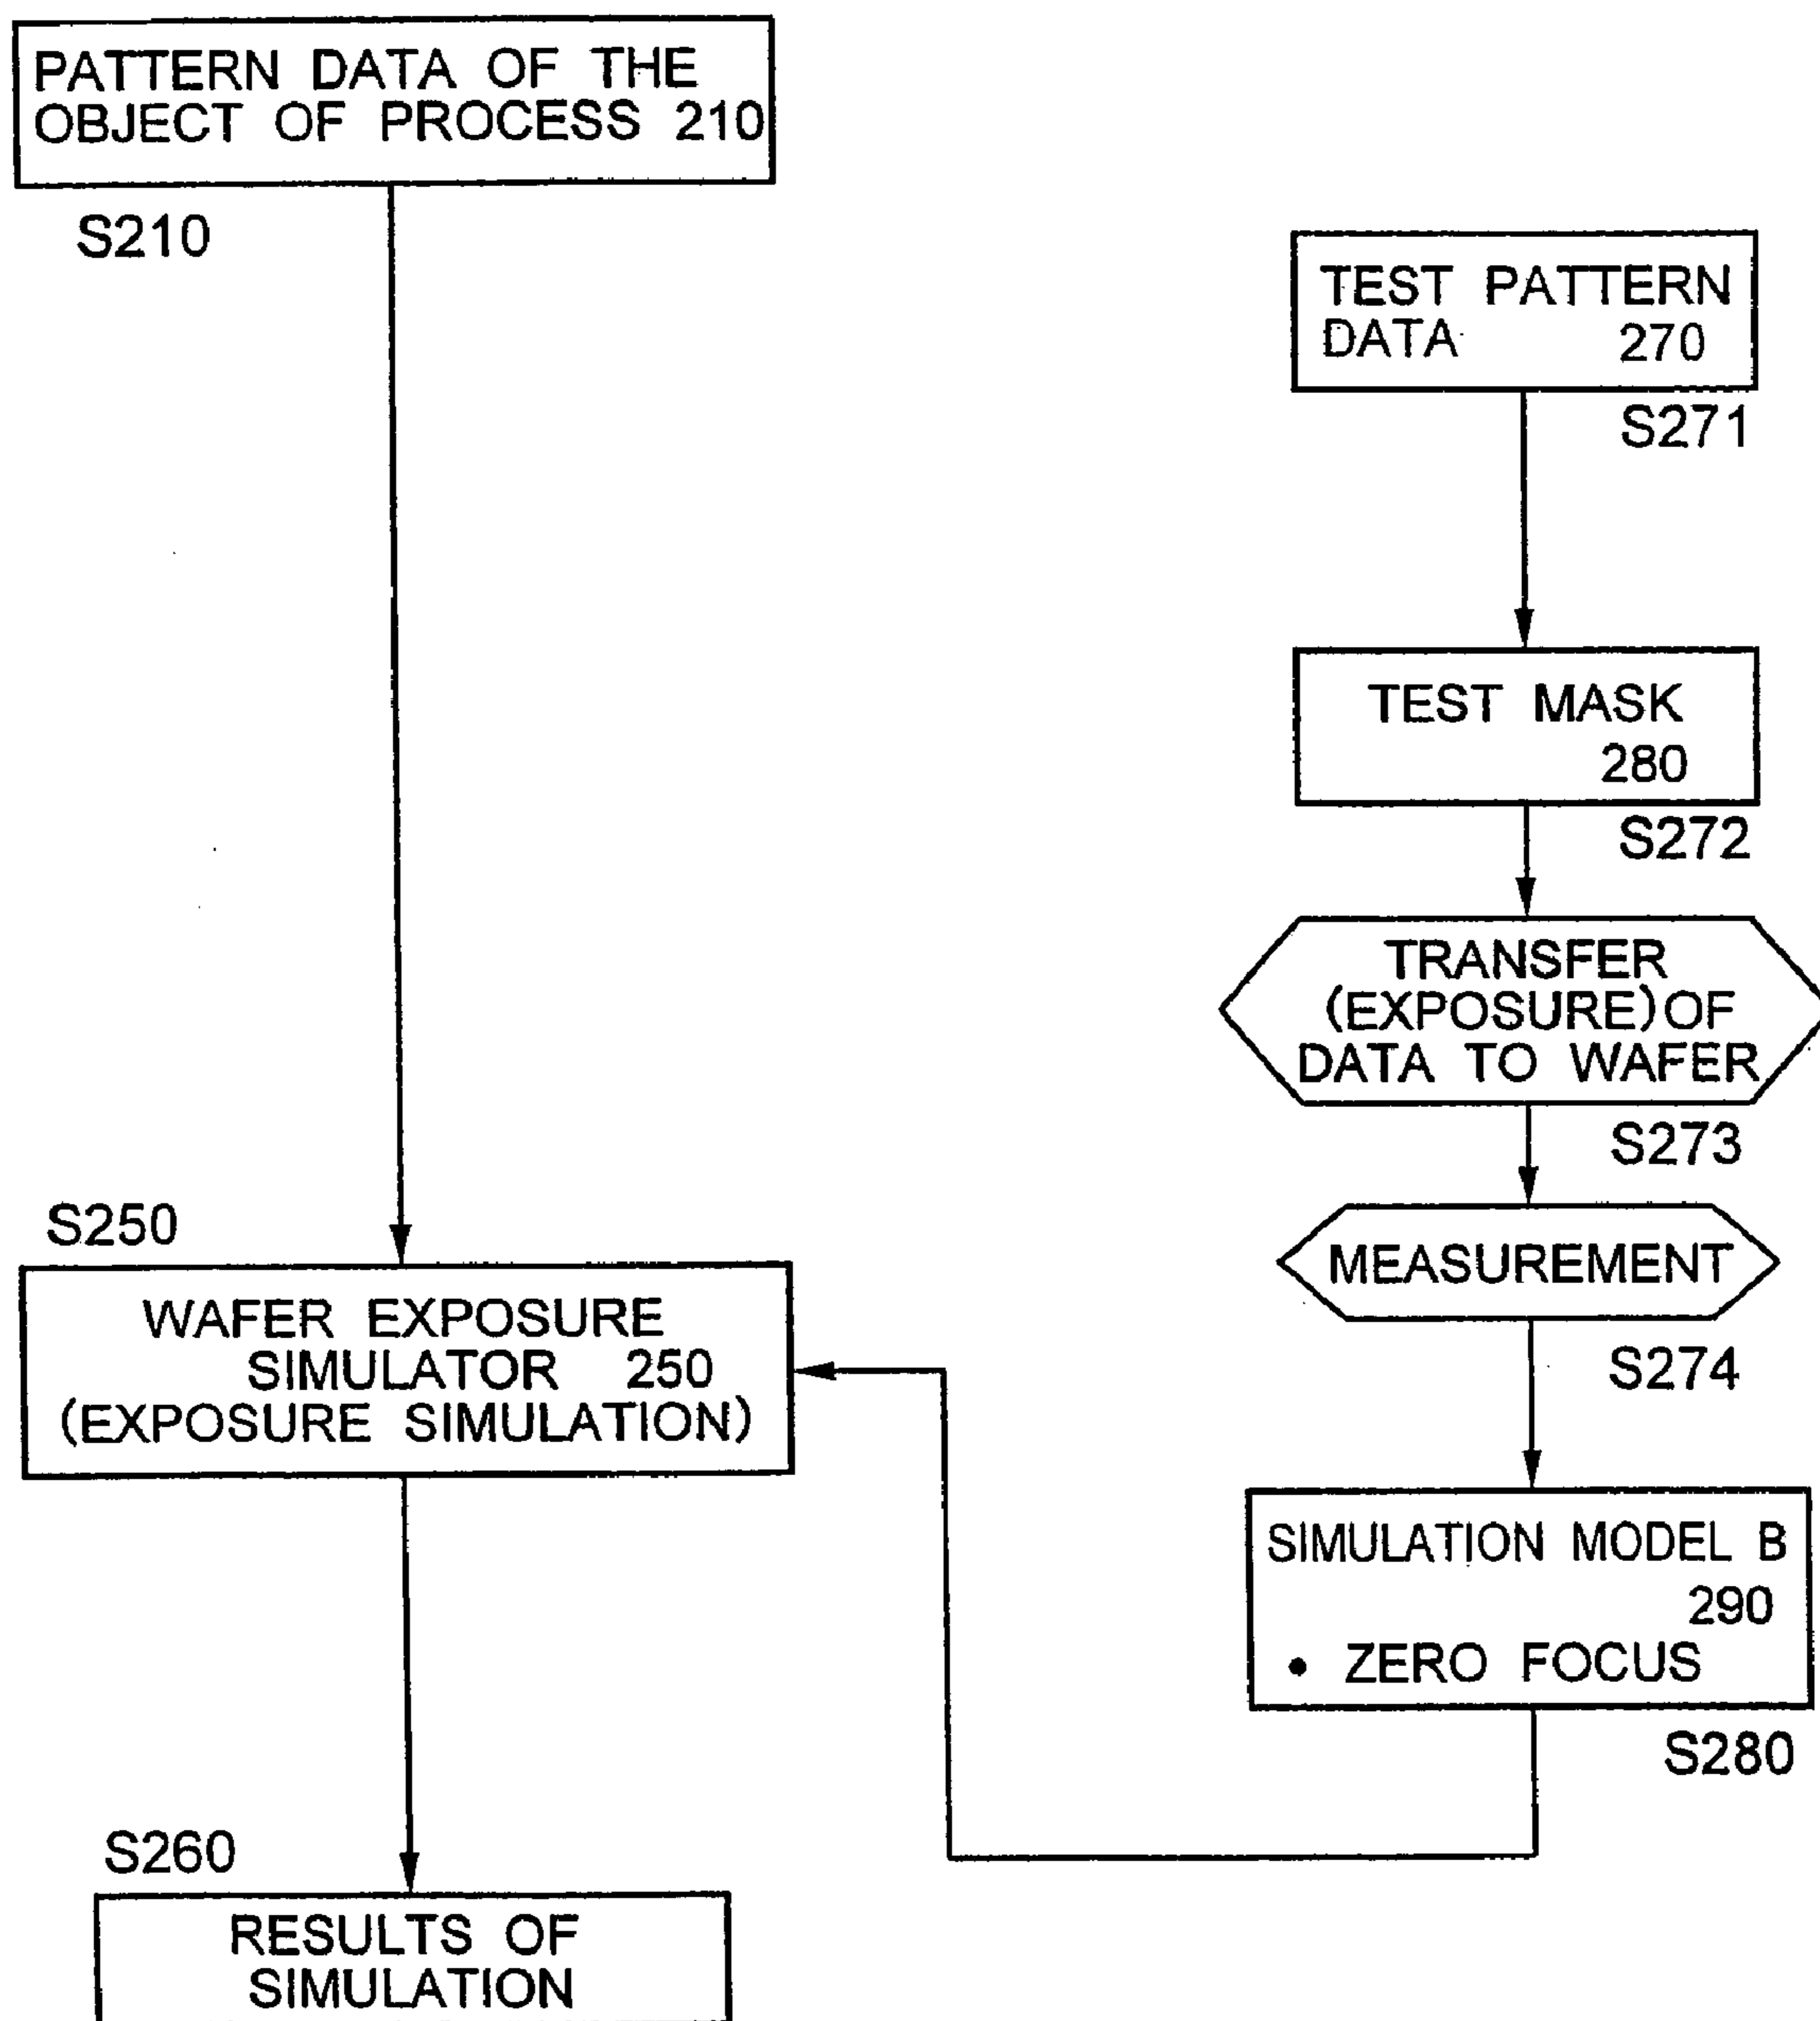 PATTERN DATA OF THE
OBJECT OF PROCESS 210
S210
TEST PATTERN
DATA 270
S271
TEST MASK
280
S272
TRANSFER
(EXPOSURE) OF
DATA TO WAFER
S273
MEASUREMENT
S274
SIMULATION MODEL B
290
• ZERO FOCUS
S280
S250
WAFER EXPOSURE
SIMULATOR 250
(EXPOSURE SIMULATION)
S260
RESULTS OF
SIMULATION